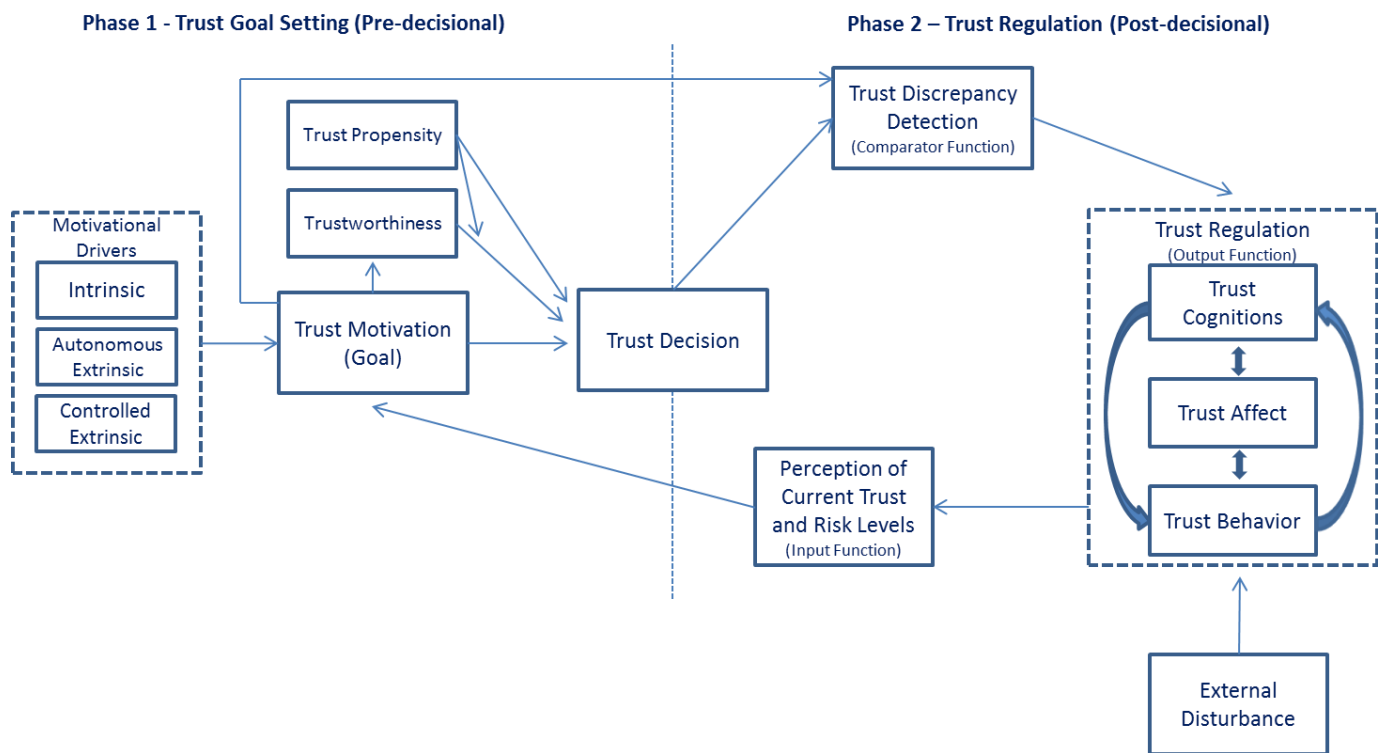 Phase 1 - Trust Goal Setting (Pre-decisional)
Phase 2 – Trust Regulation (Post-decisional)
Trust Discrepancy
Detection
(Comparator Function)
Trust Propensity
Trustworthiness
Motivational
Drivers
Intrinsic
Autonomous
Extrinsic
Controlled
Extrinsic
Trust Motivation
(Goal)
Trust Decision
Trust Regulation
(Output Function)
Trust
Cognitions
Trust Affect
Trust Behavior
Perception of
Current Trust
and Risk Levels
(Input Function)
External
Disturbance